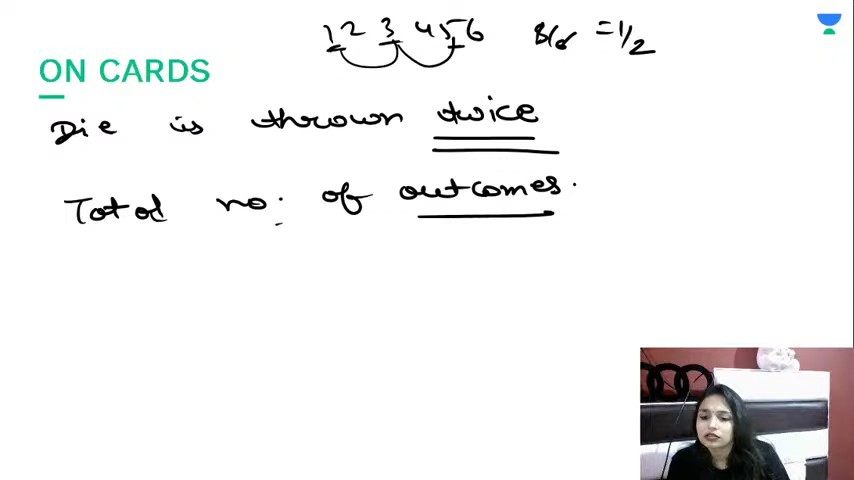 1 2 3 4 5 6 3/6 = 1/2
ON CARDS
Die is thrown twice
Total no: of outcomes.